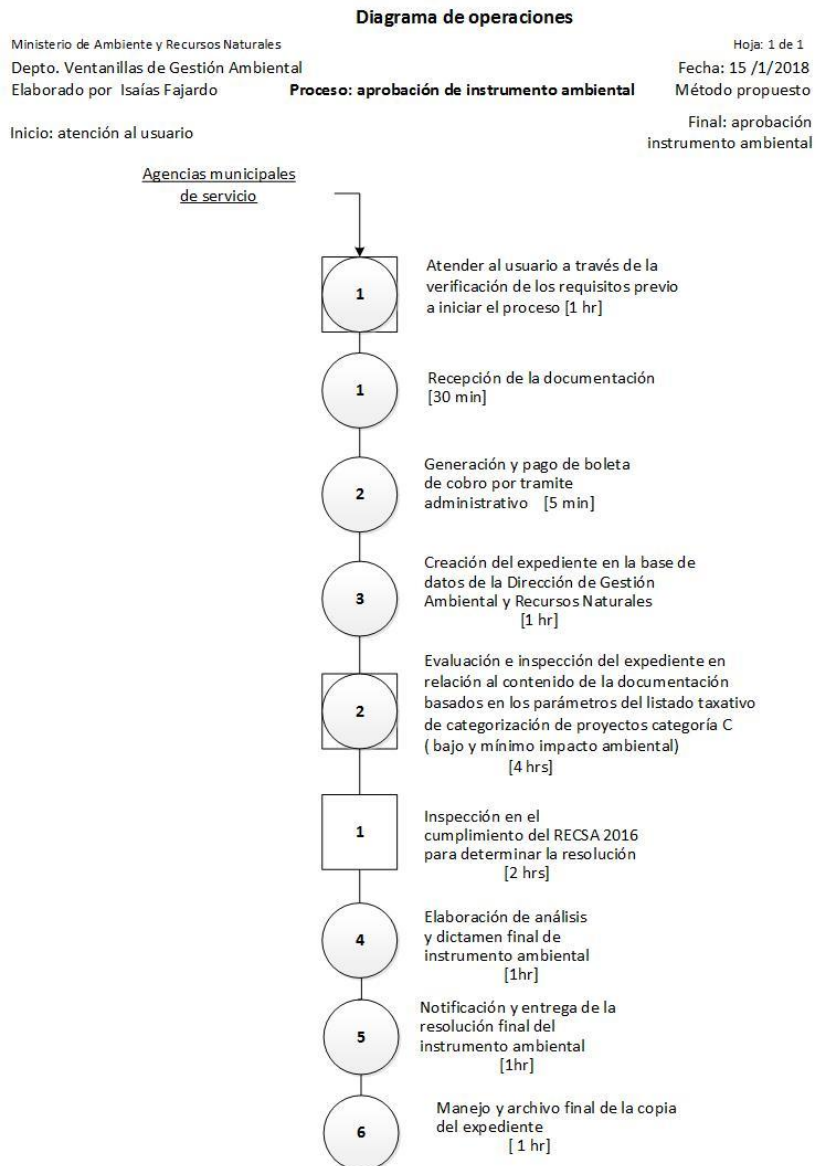 Diagrama de operaciones
Ministerio de Ambiente y Recursos Naturales
Hoja: 1 de 1
Depto. Ventanillas de Gestión Ambiental
Fecha: 15 /1/2018
Elaborado por Isaías Fajardo
Proceso: aprobación de instrumento ambiental
Método propuesto
Inicio: atención al usuario
Final: aprobación
instrumento ambiental
Agencias municipales
de servicio
1
Atender al usuario a través de la
verificación de los requisitos previo
a iniciar el proceso [1 hr]
1
Recepción de la documentación
[30 min]
2
Generación y pago de boleta
de cobro por tramite
administrativo [5 min]
3
Creación del expediente en la base de
datos de la Dirección de Gestión
Ambiental y Recursos Naturales
[1 hr]
2
Evaluación e inspección del expediente en
relación al contenido de la documentación
basados en los parámetros del listado taxativo
de categorización de proyectos categoría C
( bajo y mínimo impacto ambiental)
[4 hrs]
1
Inspección en el
cumplimiento del RECSA 2016
para determinar la resolución
[2 hrs]
4
Elaboración de análisis
y dictamen final de
instrumento ambiental
[1hr]
5
Notificación y entrega de la
resolución final del
instrumento ambiental
[1hr]
6
Manejo y archivo final de la copia
del expediente
[ 1 hr]